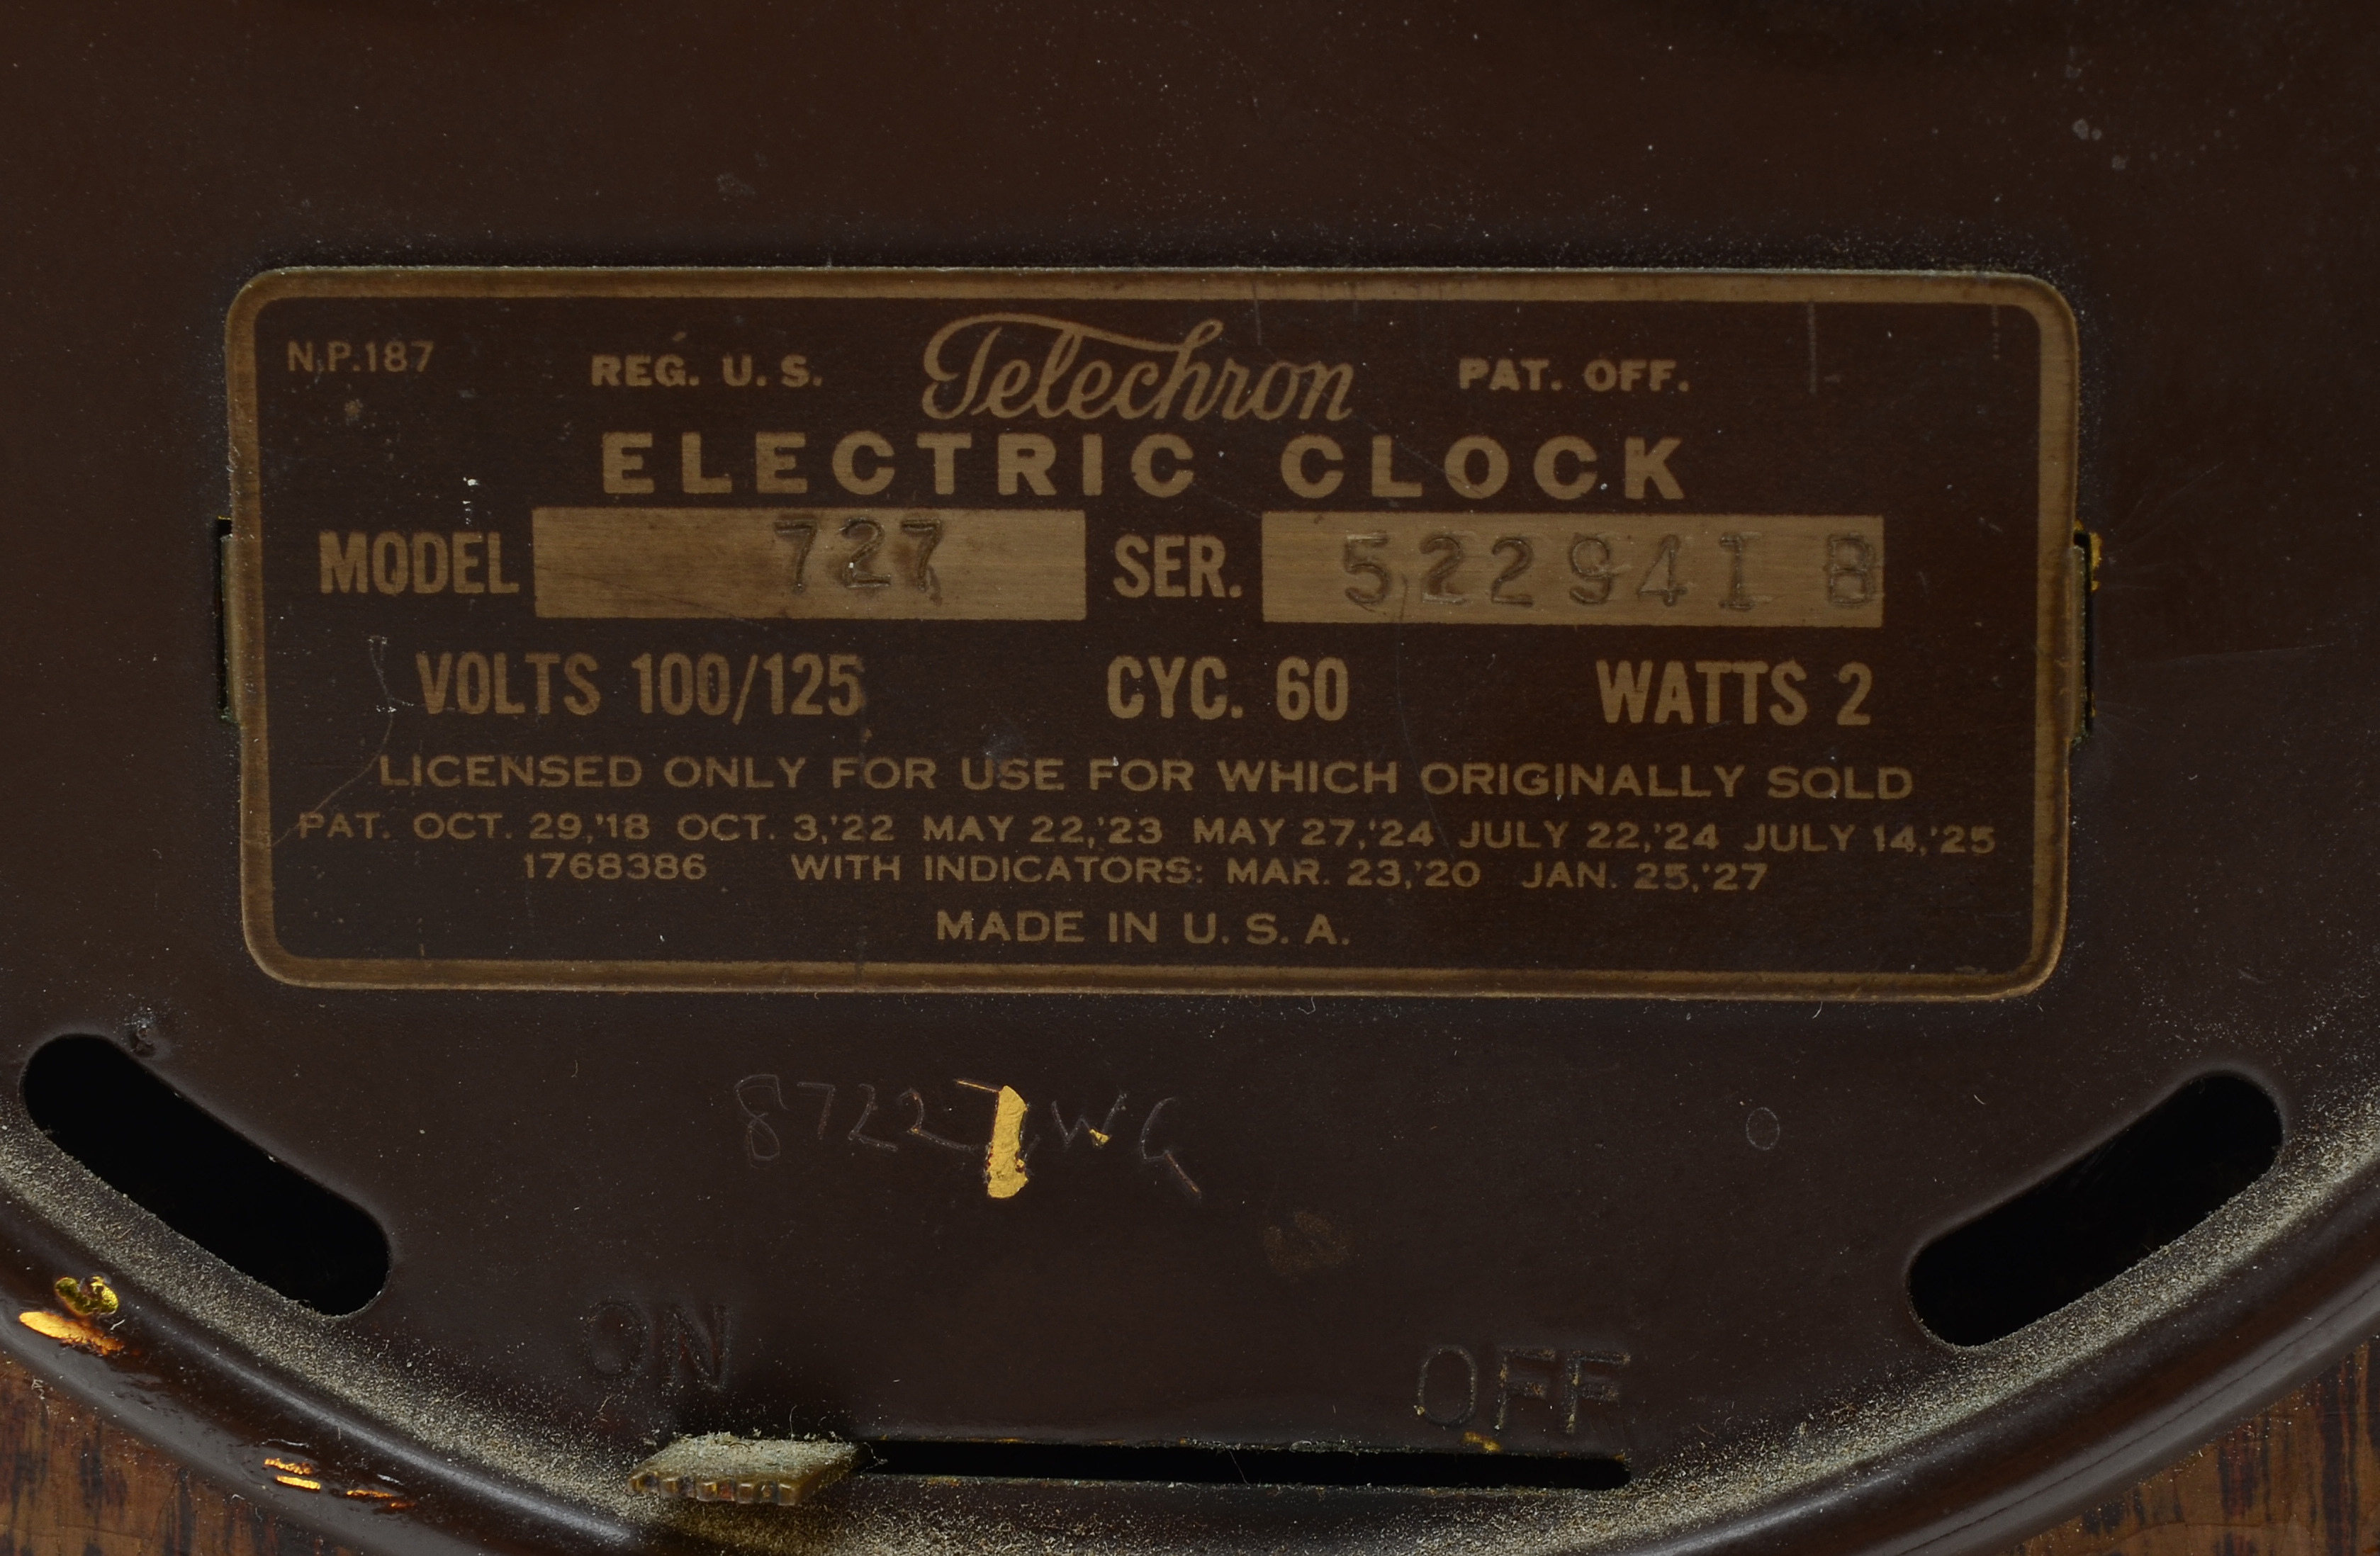 N.P.187 REG. U. S. Telechron PAT. OFF.
ELECTRIC CLOCK
MODEL 727 SER. 522941 B
VOLTS 100/125 CYC. 60 WATTS 2
LICENSED ONLY FOR USE FOR WHICH ORIGINALLY SOLD
PAT. OCT. 29,'18 OCT. 3,'22 MAY 22,'23 MAY 27,'24 JULY 22,'24 JULY 14,'25
1768386 WITH INDICATORS: MAR. 23,'20 JAN. 25,'27
MADE IN U. S. A.
ON OFF